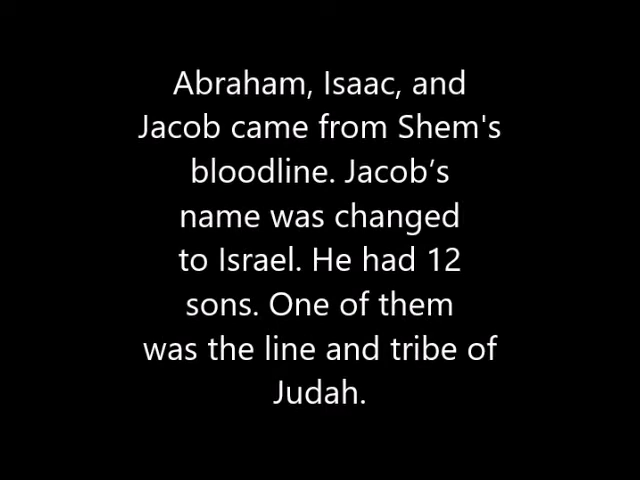 Abraham, Isaac, and
Jacob came from Shem's
bloodline. Jacob’s
name was changed
to Israel. He had 12
sons. One of them
was the line and tribe of
Judah.